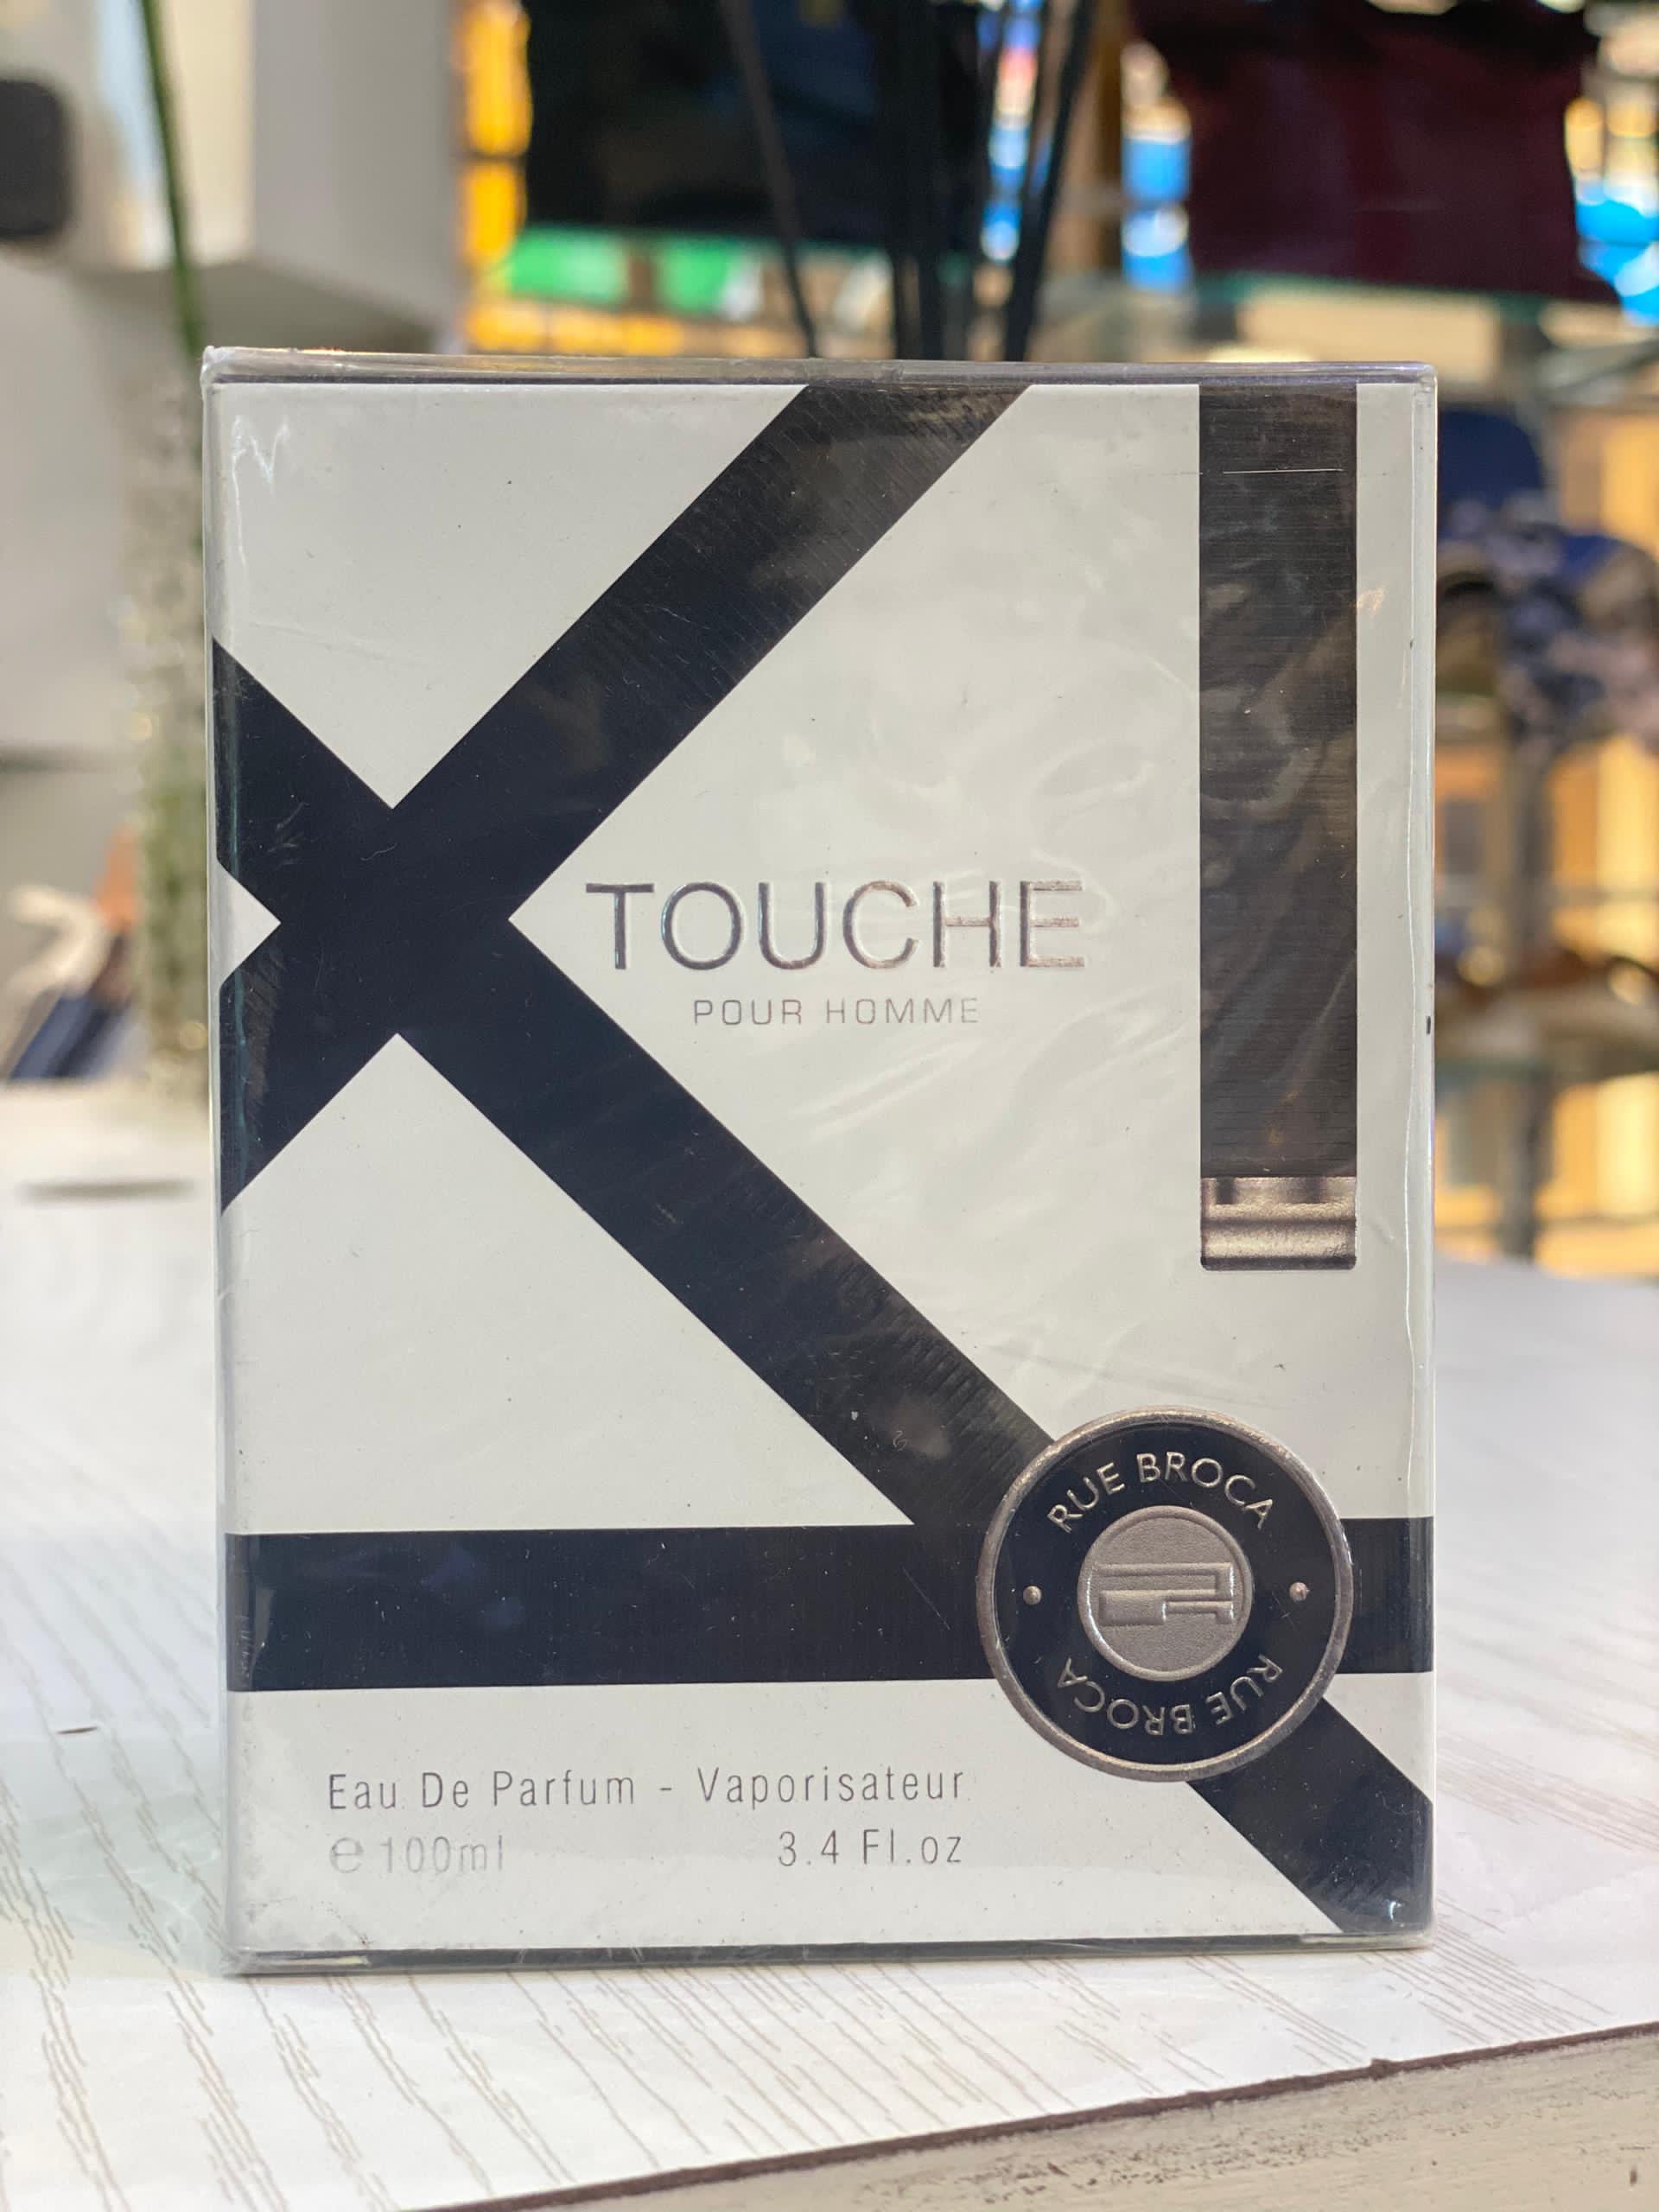 TOUCHE
POUR HOMME
RUE BROCA
RUE BROCA
Eau De Parfum - Vaporisateur
℮ 100ml 3.4 Fl.oz